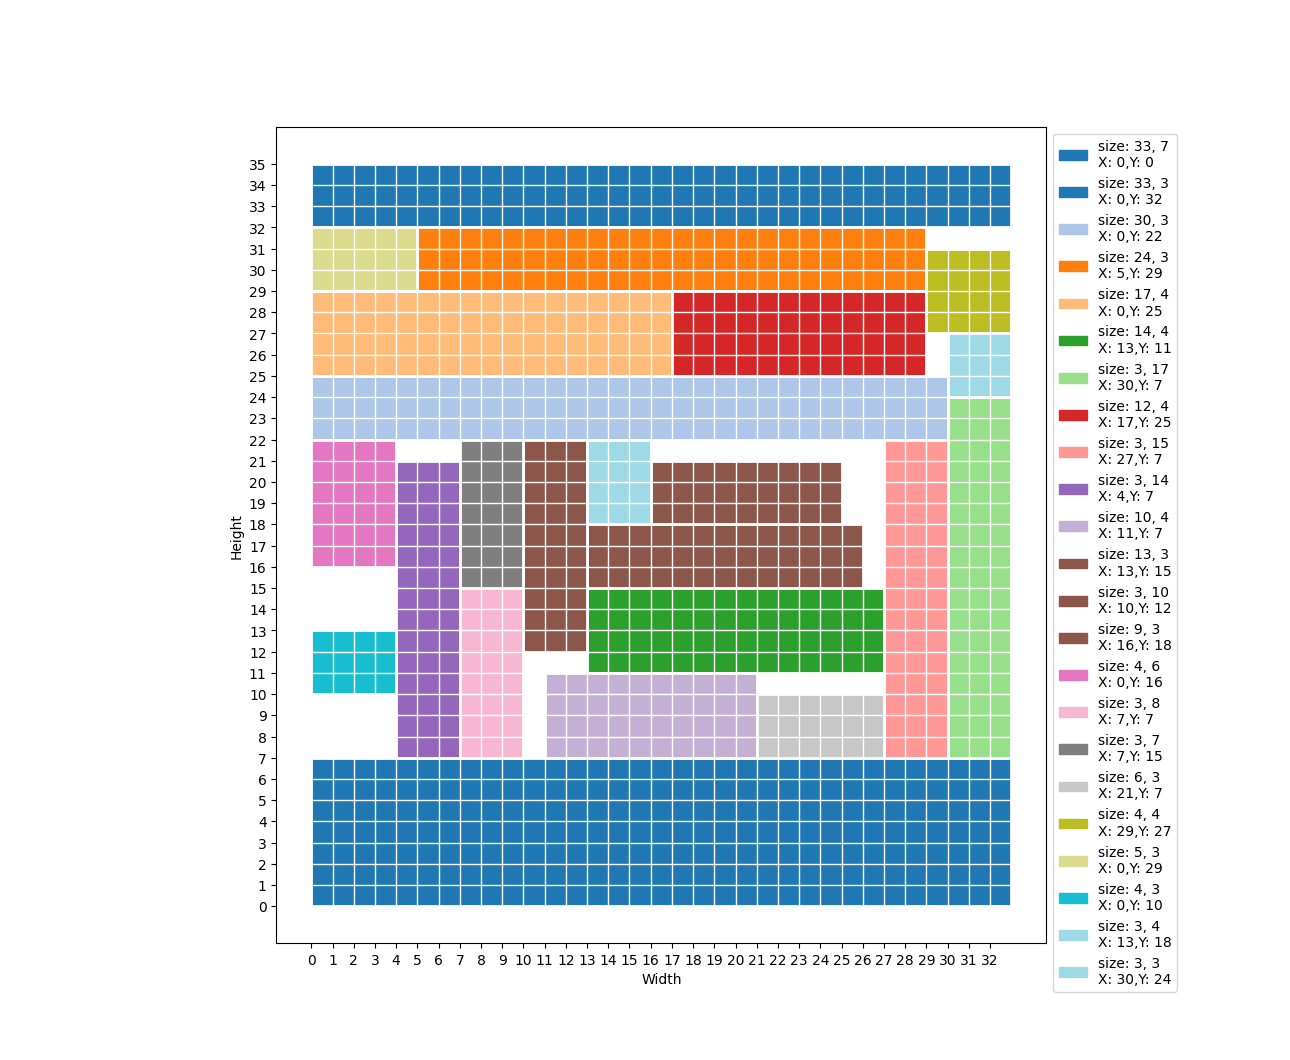 35
34
33
32
31
30
29
28
27
26
25
24
23
22
21
20
19
18
17
16
15
14
13
12
11
10
9
8
7
6
5
4
3
2
1
0
Height
0 1 2 3 4 5 6 7 8 9 10 11 12 13 14 15 16 17 18 19 20 21 22 23 24 25 26 27 28 29 30 31 32
Width
size: 33, 7
X: 0,Y: 0
size: 33, 3
X: 0,Y: 32
size: 30, 3
X: 0,Y: 22
size: 24, 3
X: 5,Y: 29
size: 17, 4
X: 0,Y: 25
size: 14, 4
X: 13,Y: 11
size: 3, 17
X: 30,Y: 7
size: 12, 4
X: 17,Y: 25
size: 3, 15
X: 27,Y: 7
size: 3, 14
X: 4,Y: 7
size: 10, 4
X: 11,Y: 7
size: 13, 3
X: 13,Y: 15
size: 3, 10
X: 10,Y: 12
size: 9, 3
X: 16,Y: 18
size: 4, 6
X: 0,Y: 16
size: 3, 8
X: 7,Y: 7
size: 3, 7
X: 7,Y: 15
size: 6, 3
X: 21,Y: 7
size: 4, 4
X: 29,Y: 27
size: 5, 3
X: 0,Y: 29
size: 4, 3
X: 0,Y: 10
size: 3, 4
X: 13,Y: 18
size: 3, 3
X: 30,Y: 24